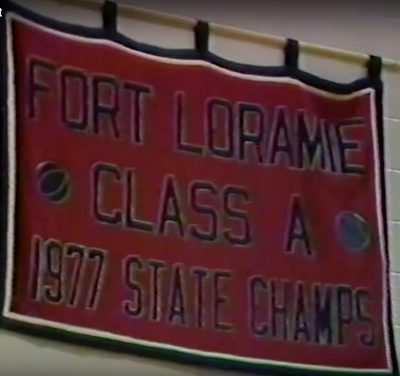 FORT LORAMIE
CLASS A
1977 STATE CHAMPS